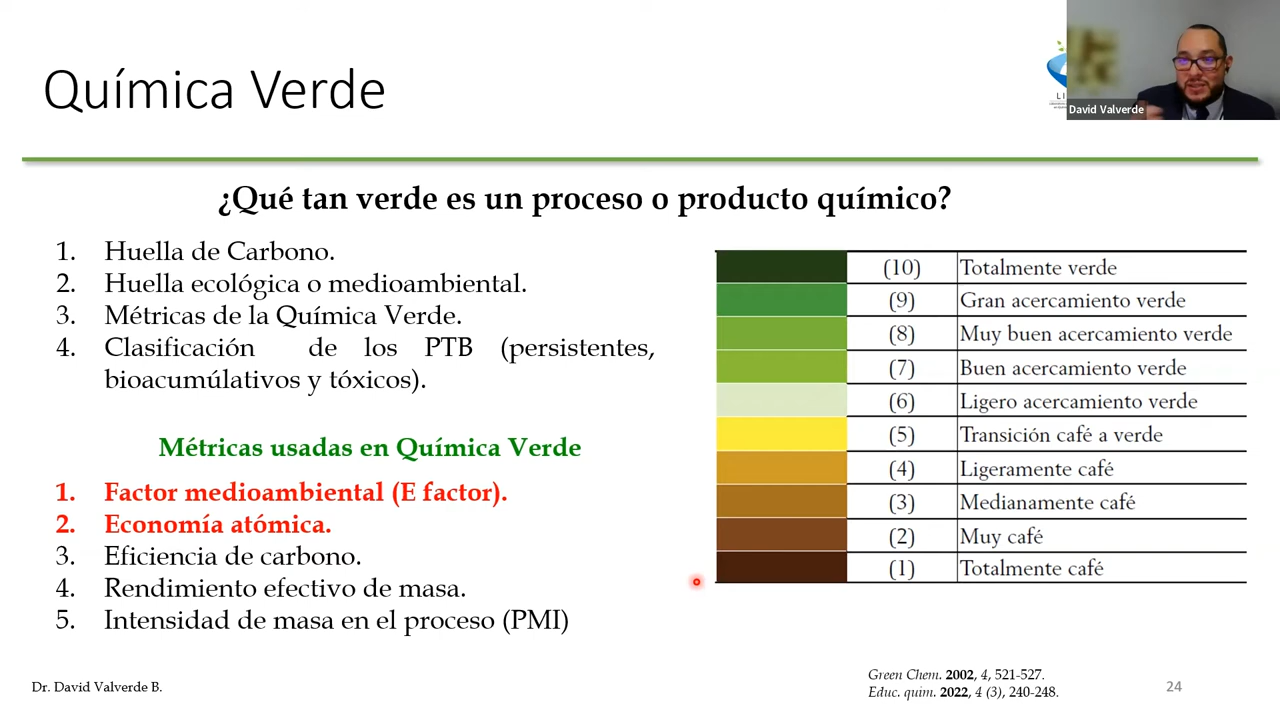 Química Verde
LI
David Valverde
¿Qué tan verde es un proceso o producto químico?
1. Huella de Carbono.
2. Huella ecológica o medioambiental.
3. Métricas de la Química Verde.
4. Clasificación de los PTB (persistentes,
bioacumúlativos y tóxicos).
Métricas usadas en Química Verde
1. Factor medioambiental (E factor).
2. Economía atómica.
3. Eficiencia de carbono.
4. Rendimiento efectivo de masa.
5. Intensidad de masa en el proceso (PMI)
(10) Totalmente verde
(9) Gran acercamiento verde
(8) Muy buen acercamiento verde
(7) Buen acercamiento verde
(6) Ligero acercamiento verde
(5) Transición café a verde
(4) Ligeramente café
(3) Medianamente café
(2) Muy café
(1) Totalmente café
Dr. David Valverde B.
Green Chem. 2002, 4, 521-527.
Educ. quim. 2022, 4 (3), 240-248.
24